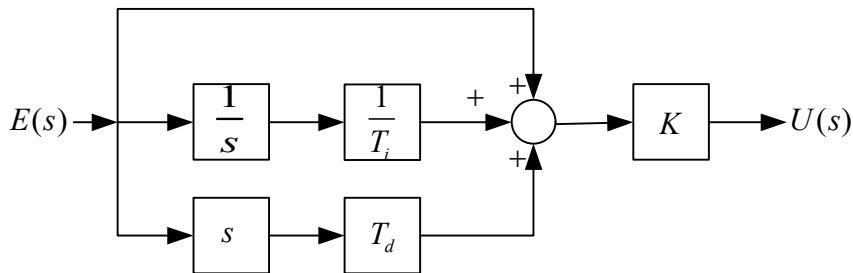 +
E(s) 1/s 1/T_i + K U(s)
+
s T_d